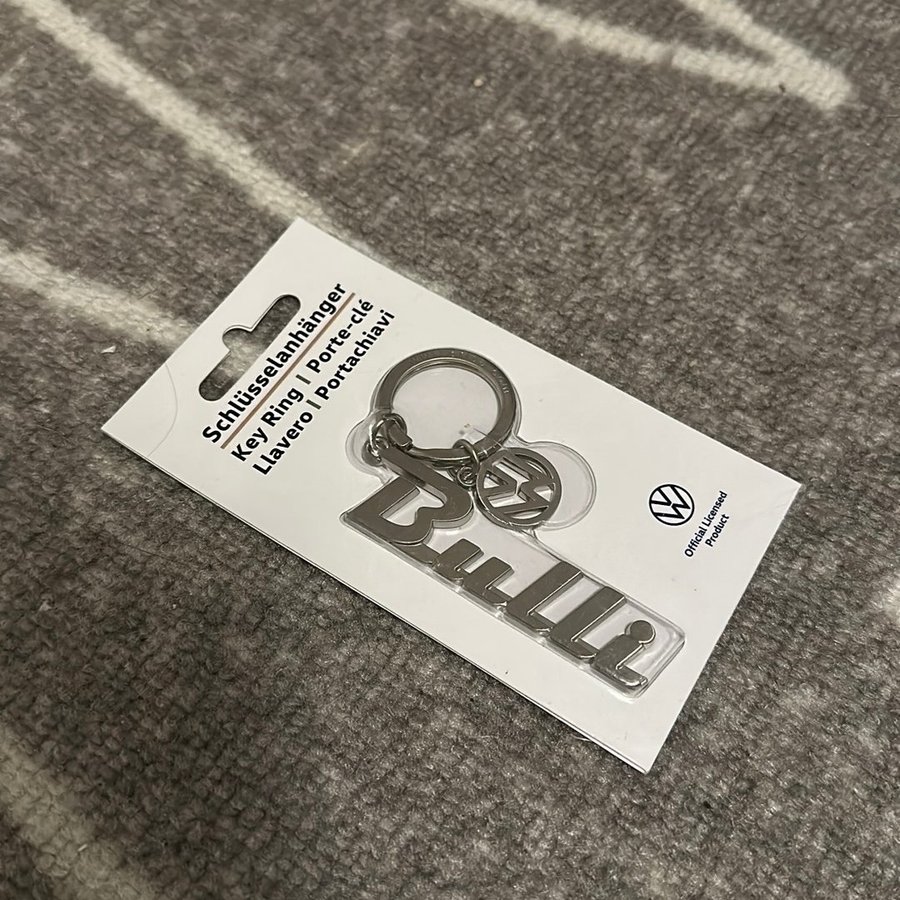 Schlüsselanhänger
Key Ring | Porte-clé
Llavero | Portachiavi
Bulli
Official Licensed
Product